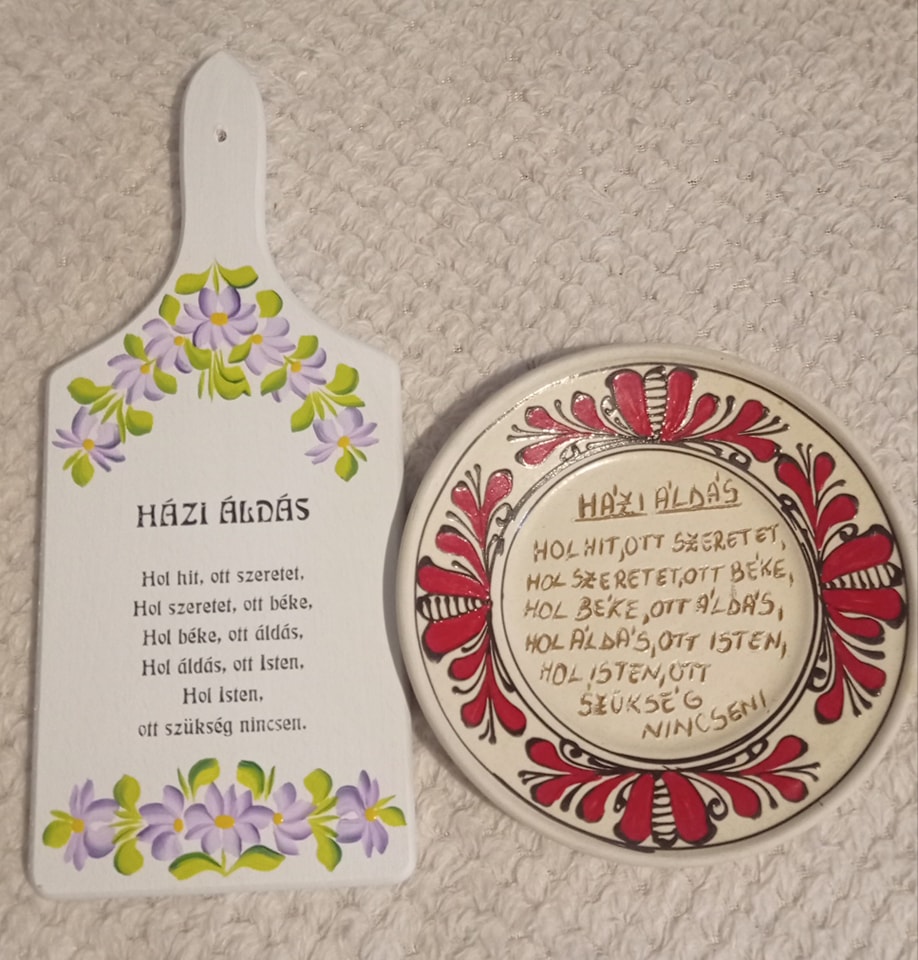 HÁZI ÁLDÁS
Hol hit, ott szeretet,
Hol szeretet, ott béke,
Hol béke, ott áldás,
Hol áldás, ott Isten,
Hol Isten,
ott szükség nincsen.
HÁZI ÁLDÁS
HOL HIT, OTT SZERETET,
HOL SZERETET, OTT BÉKE,
HOL BÉKE, OTT ÁLDÁS,
HOL ÁLDÁS, OTT ISTEN,
HOL ISTEN, OTT
SZÜKSÉG
NINCSEN!